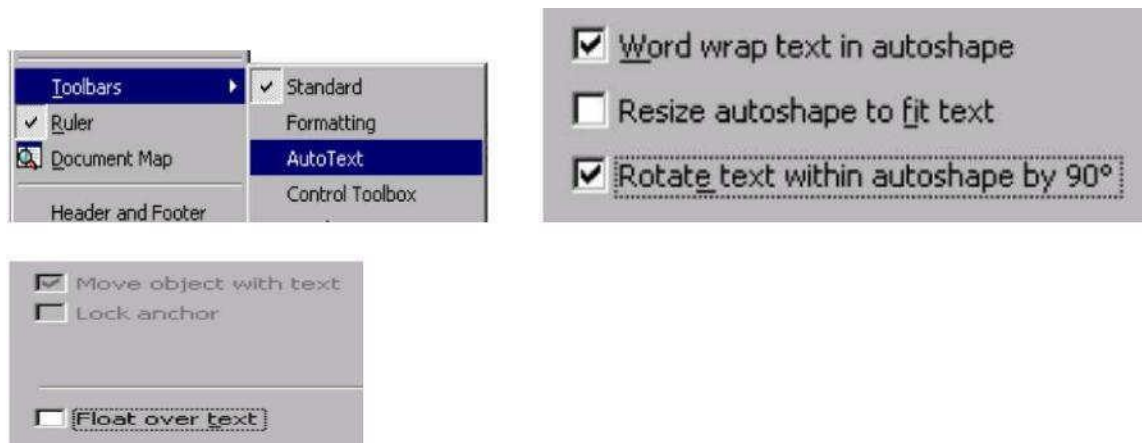 Toolbars
Standard
Ruler
Formatting
Document Map
AutoText
Control Toolbox
Header and Footer
Word wrap text in autoshape
Resize autoshape to fit text
Rotate text within autoshape by 90°
Move object with text
Lock anchor
Float over text